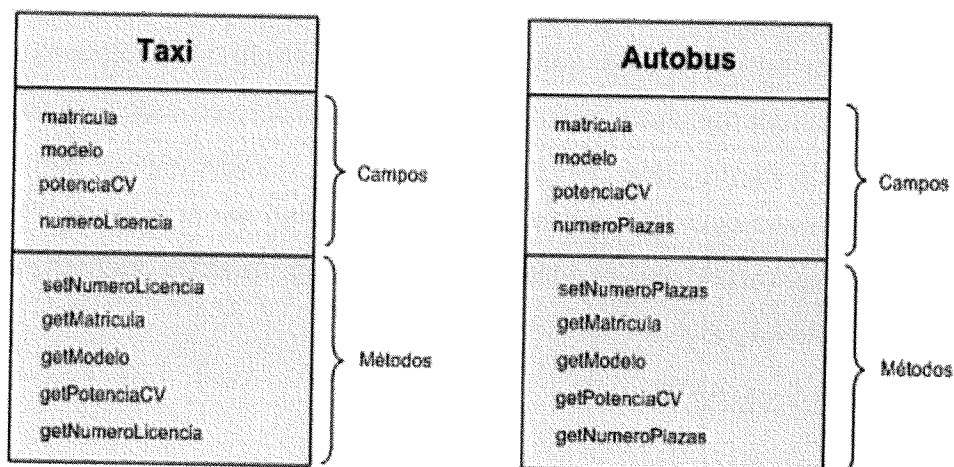 Taxi
matricula
modelo
potenciaCV
numeroLicencia
Campos
setNumeroLicencia
getMatricula
getModelo
getPotenciaCV
getNumeroLicencia
Métodos
Autobus
matricula
modelo
potenciaCV
numeroPlazas
Campos
setNumeroPlazas
getMatricula
getModelo
getPotenciaCV
getNumeroPlazas
Métodos